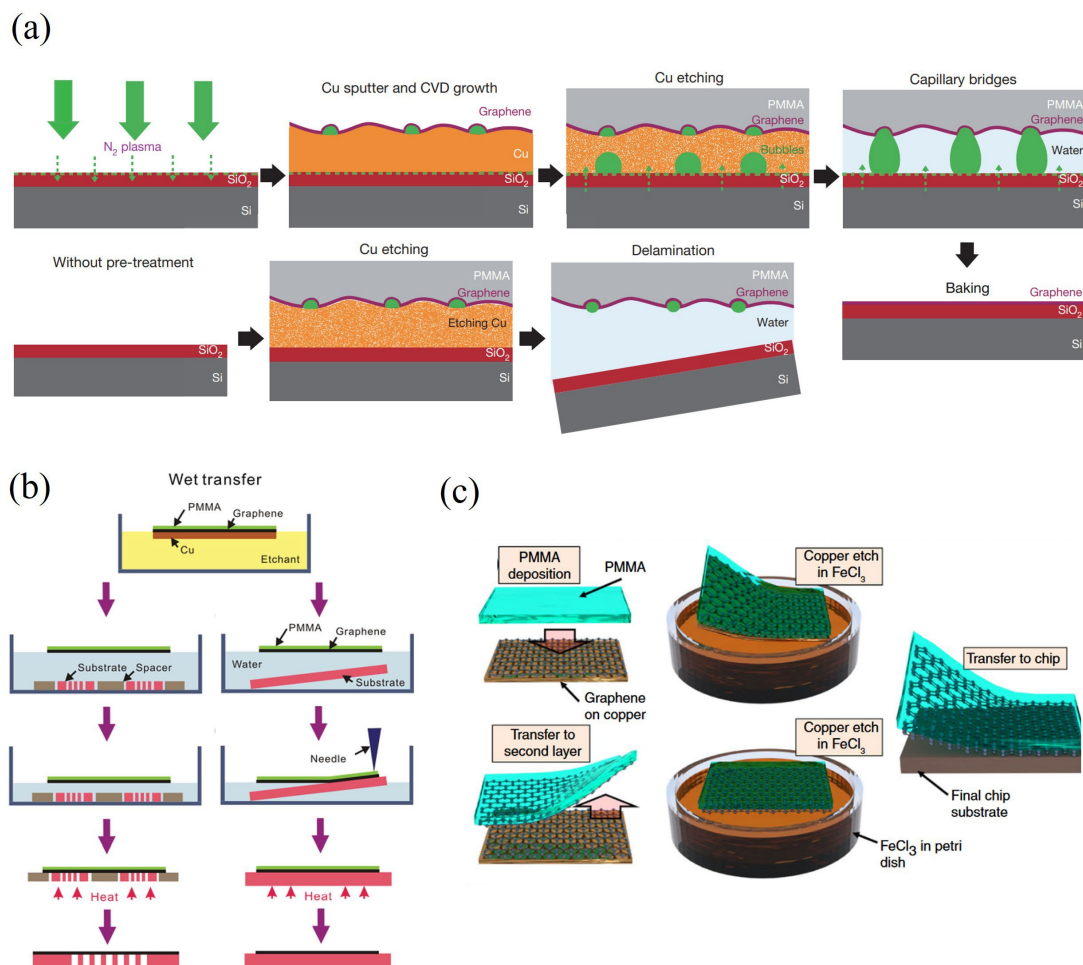 (a)
N₂ plasma
SiO₂
Si
Cu sputter and CVD growth
Graphene
Cu
SiO₂
Si
Cu etching
PMMA
Graphene
Bubbles
SiO₂
Si
Capillary bridges
PMMA
Graphene
Water
SiO₂
Si
Without pre-treatment
SiO₂
Si
Cu etching
PMMA
Graphene
Etching Cu
SiO₂
Si
Delamination
PMMA
Graphene
Water
SiO₂
Si
Baking
Graphene
SiO₂
Si
(b)
Wet transfer
PMMA
Graphene
Cu
Etchant
Substrate
Spacer
PMMA
Graphene
Water
Substrate
Needle
Heat
Heat
(c)
PMMA
deposition
PMMA
Graphene
on copper
Copper etch
in FeCl₃
Transfer to
second layer
Copper etch
in FeCl₃
FeCl₃ in petri
dish
Transfer to chip
Final chip
substrate